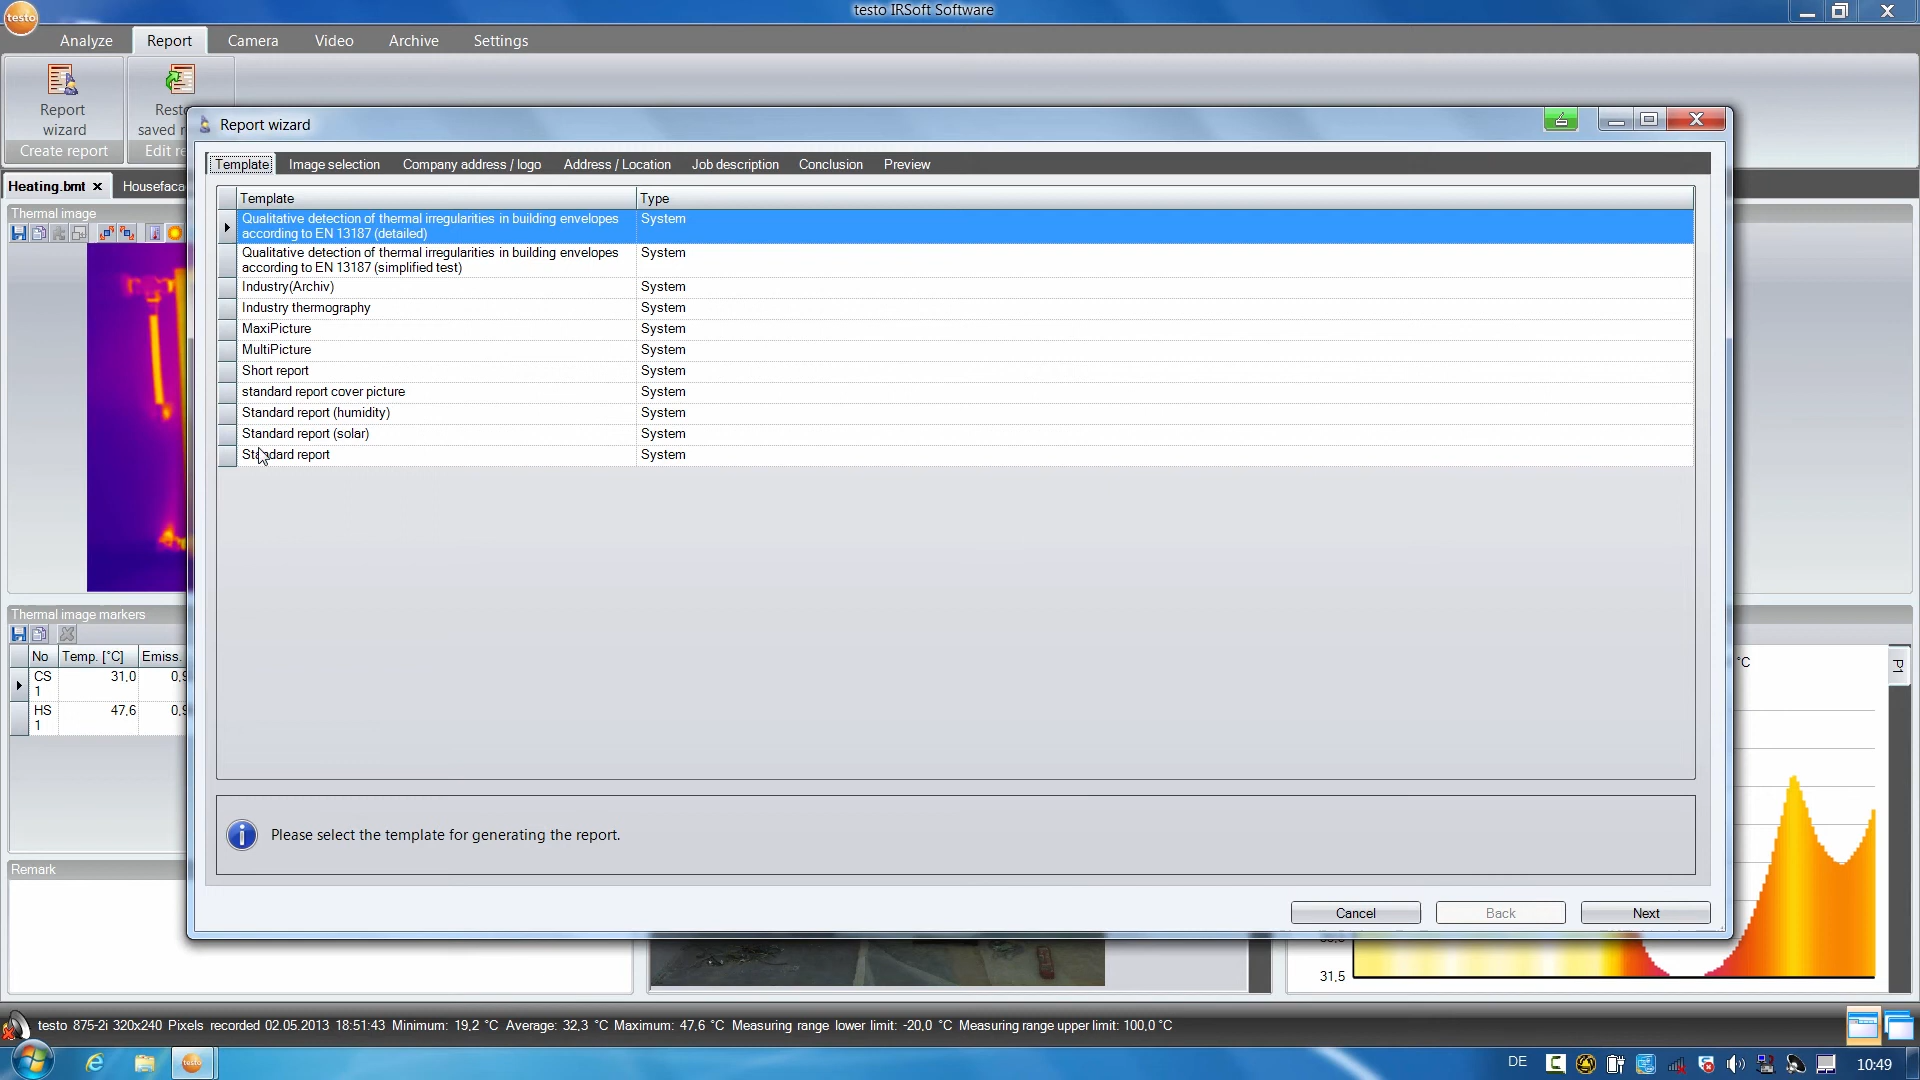 testo IRSoft Software
testo
Analyze
Report
Camera
Video
Archive
Settings
Report
wizard
Create report
saved
Report wizard
Heating.bmt
Thermal image
Template
Image selection
Company address / logo
Address / Location
Job description
Conclusion
Preview
Template
Type
Qualitative detection of thermal irregularities in building envelopes
according to EN 13187 (detailed)
System
Qualitative detection of thermal irregularities in building envelopes
according to EN 13187 (simplified test)
System
Industry(Archiv)
System
Industry thermography
System
MaxiPicture
System
MultiPicture
System
Short report
System
standard report cover picture
System
Standard report (humidity)
System
Standard report (solar)
System
Standard report
System
Thermal image markers
No
Temp. [°C]
Emiss.
CS
1
31,0
HS
1
47,6
°C
P1
Please select the template for generating the report.
Remark
Cancel
Back
Next
31,5
testo 875-2i 320x240 Pixels recorded 02.05.2013 18:51:43 Minimum: 19,2 °C Average: 32,3 °C Maximum: 47,6 °C Measuring range lower limit: -20,0 °C Measuring range upper limit: 100,0 °C
testo
DE
10:49